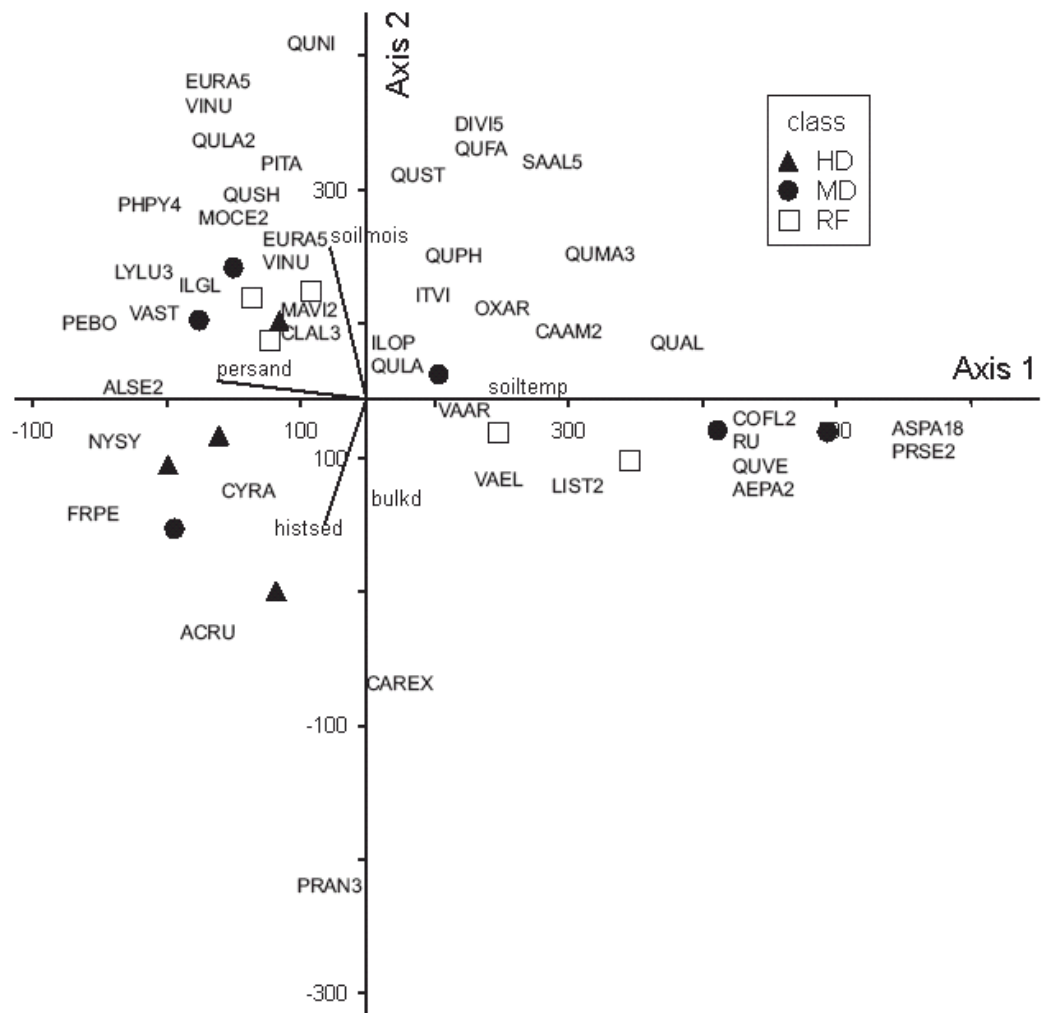 QUNI
Axis 2
EURA5
VINU
DIVI5
QUFA
class
HD
MD
RF
QULA2
PITA
SAAL5
QUST
300
QUSH
PHPY4
MOCE2
EURA5
VINU
soilmois
QUPH
QUMA3
LYLU3
ILGL
ITVI
MAVI2
CLAL3
OXAR
VAST
PEBO
CAAM2
ILOP
QULA
QUAL
persand
Axis 1
ALSE2
soiltemp
-100
100
VAAR
300
COFL2
RU
QUVE
AEPA2
ASPA18
PRSE2
NYSY
100
CYRA
VAEL
LIST2
bulkd
FRPE
histsed
ACRU
CAREX
-100
PRAN3
-300